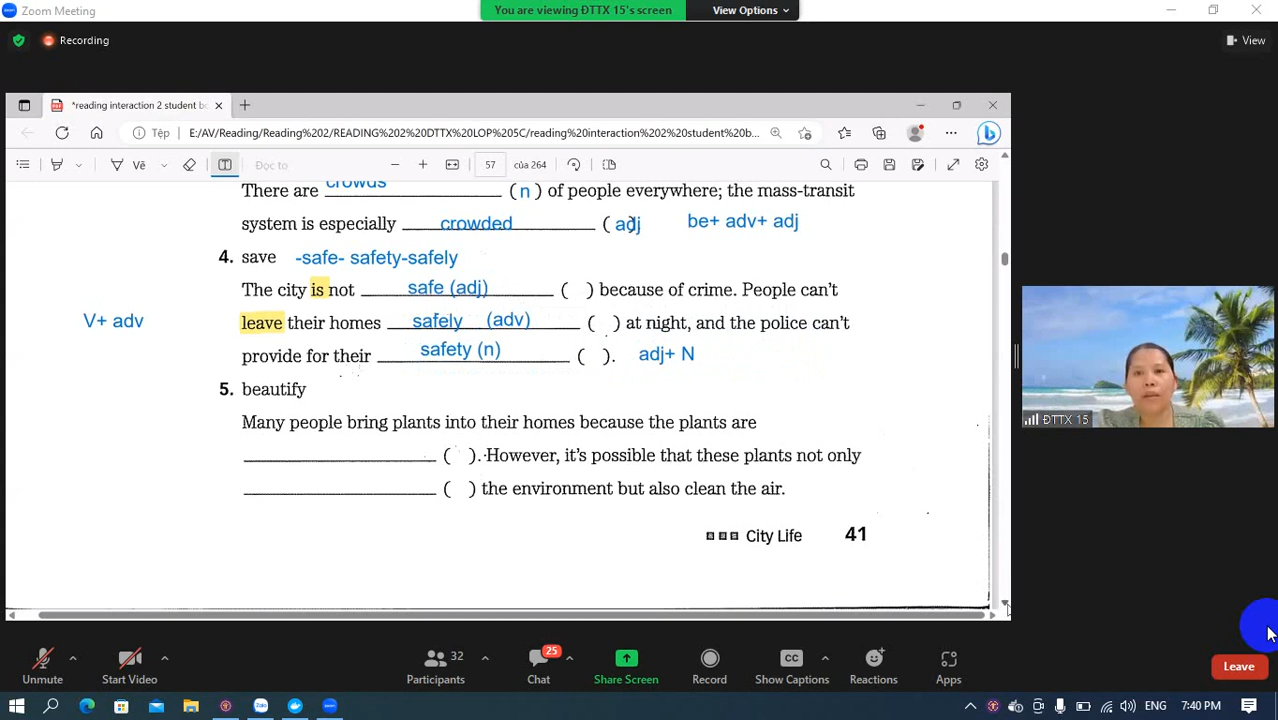 Zoom Meeting
You are viewing ĐTTX 15's screen
View Options
Recording
View
*reading interaction 2 student b
Tệp
E:/AV/Reading/Reading%202/READING%202%20DTTX%20LOP%205C/reading%20interaction%202%20student%20b...
Vẽ
Đọc to
57
của 264
There are crowds (n) of people everywhere; the mass-transit
system is especially crowded (adj. be+ adv+ adj
4. save -safe- safety-safely
The city is not safe (adj) ( ) because of crime. People can't
V+ adv leave their homes safely (adv) ( ) at night, and the police can't
provide for their safety (n) ( ). adj+ N
5. beautify
Many people bring plants into their homes because the plants are
( ). However, it's possible that these plants not only
( ) the environment but also clean the air.
City Life 41
ĐTTX 15
32
25
CC
Unmute
Start Video
Participants
Chat
Share Screen
Record
Show Captions
Reactions
Apps
Leave
ENG
7:40 PM